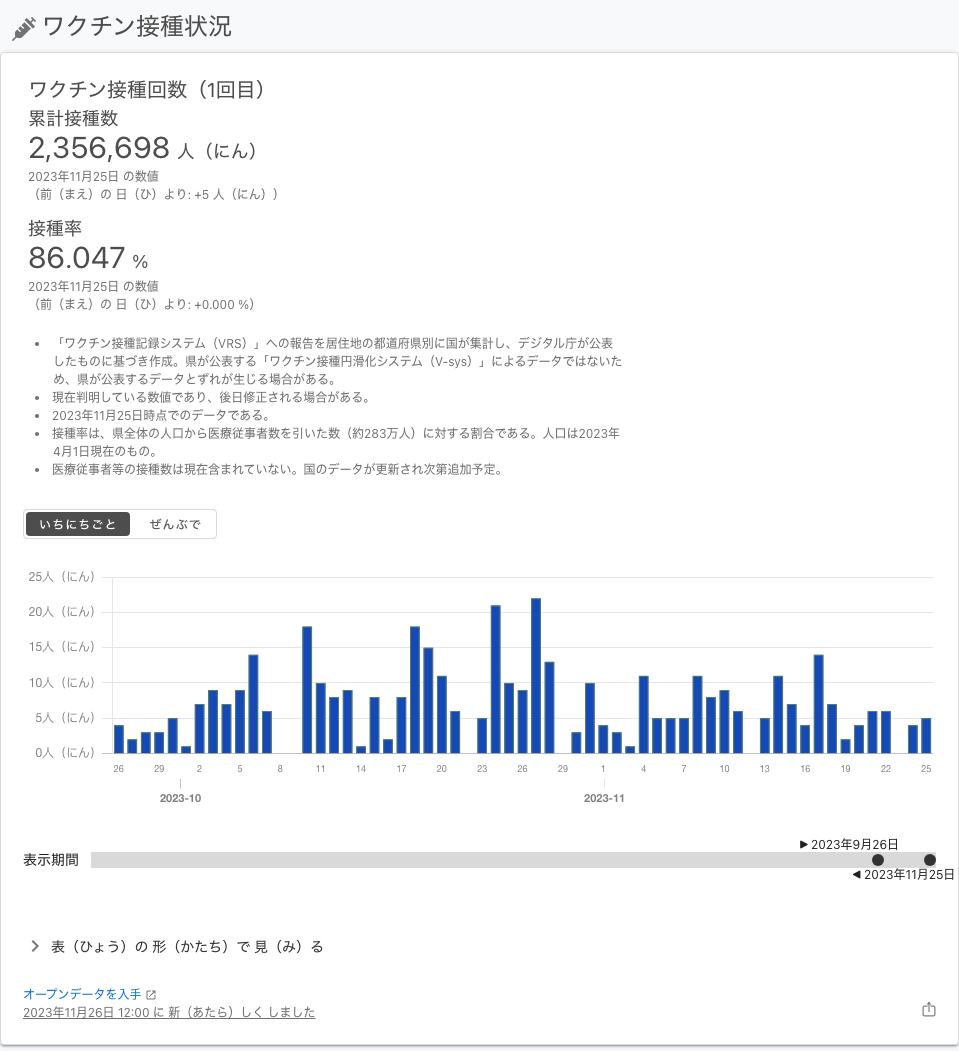 ワクチン接種状況
ワクチン接種回数（1回目）
累計接種数
2,356,698 人（にん）
2023年11月25日 の数値
（前（まえ）の 日（ひ）より: +5 人（にん））
接種率
86.047 %
2023年11月25日 の数値
（前（まえ）の 日（ひ）より: +0.000 %）
• 「ワクチン接種記録システム（VRS）」への報告を居住地の都道府県別に国が集計し、デジタル庁が公表
したものに基づき作成。県が公表する「ワクチン接種円滑化システム（V-sys）」によるデータではないた
め、県が公表するデータとずれが生じる場合がある。
• 現在判明している数値であり、後日修正される場合がある。
• 2023年11月25日時点でのデータである。
• 接種率は、県全体の人口から医療従事者数を引いた数（約283万人）に対する割合である。人口は2023年
4月1日現在のもの。
• 医療従事者等の接種数は現在含まれていない。国のデータが更新され次第追加予定。
いちにちごと ぜんぶで
25人（にん）
20人（にん）
15人（にん）
10人（にん）
5人（にん）
0人（にん）
26 29 2 5 8 11 14 17 20 23 26 29 1 4 7 10 13 16 19 22 25
2023-10 2023-11
▶ 2023年9月26日
表示期間
◀ 2023年11月25日
表（ひょう）の 形（かたち）で 見（み）る
オープンデータを入手
2023年11月26日 12:00 に 新（あたら）しく しました